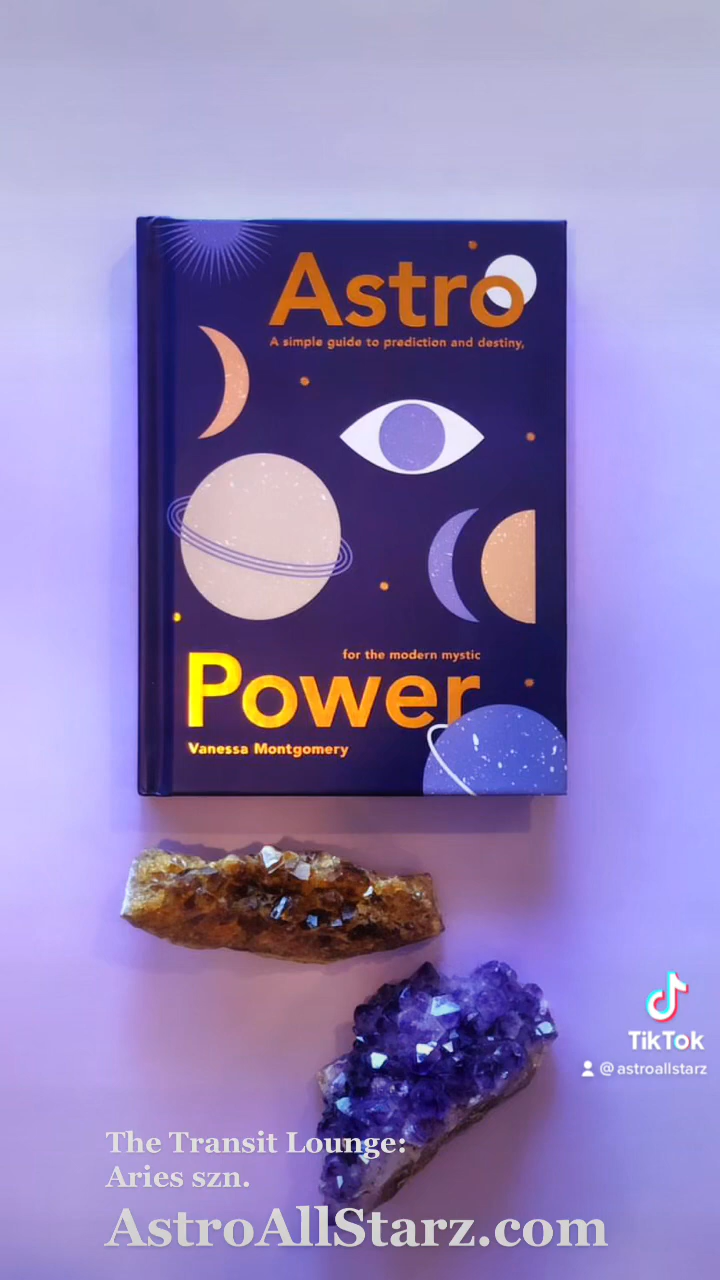 Astro
A simple guide to prediction and destiny,
for the modern mystic
Power
Vanessa Montgomery
TikTok
@astroallstarz
The Transit Lounge:
Aries szn.
AstroAllStarz.com